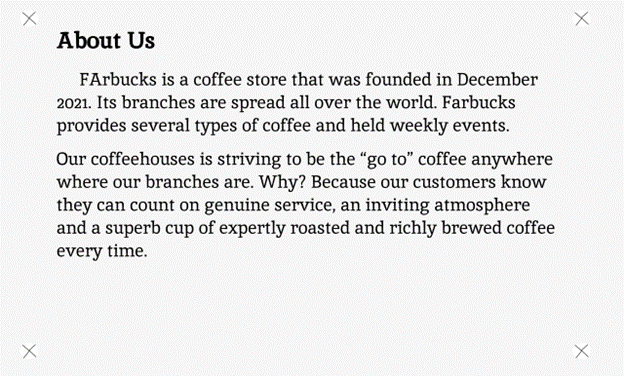 About Us
FArbucks is a coffee store that was founded in December
2021. Its branches are spread all over the world. Farbucks
provides several types of coffee and held weekly events.
Our coffeehouses is striving to be the “go to” coffee anywhere
where our branches are. Why? Because our customers know
they can count on genuine service, an inviting atmosphere
and a superb cup of expertly roasted and richly brewed coffee
every time.